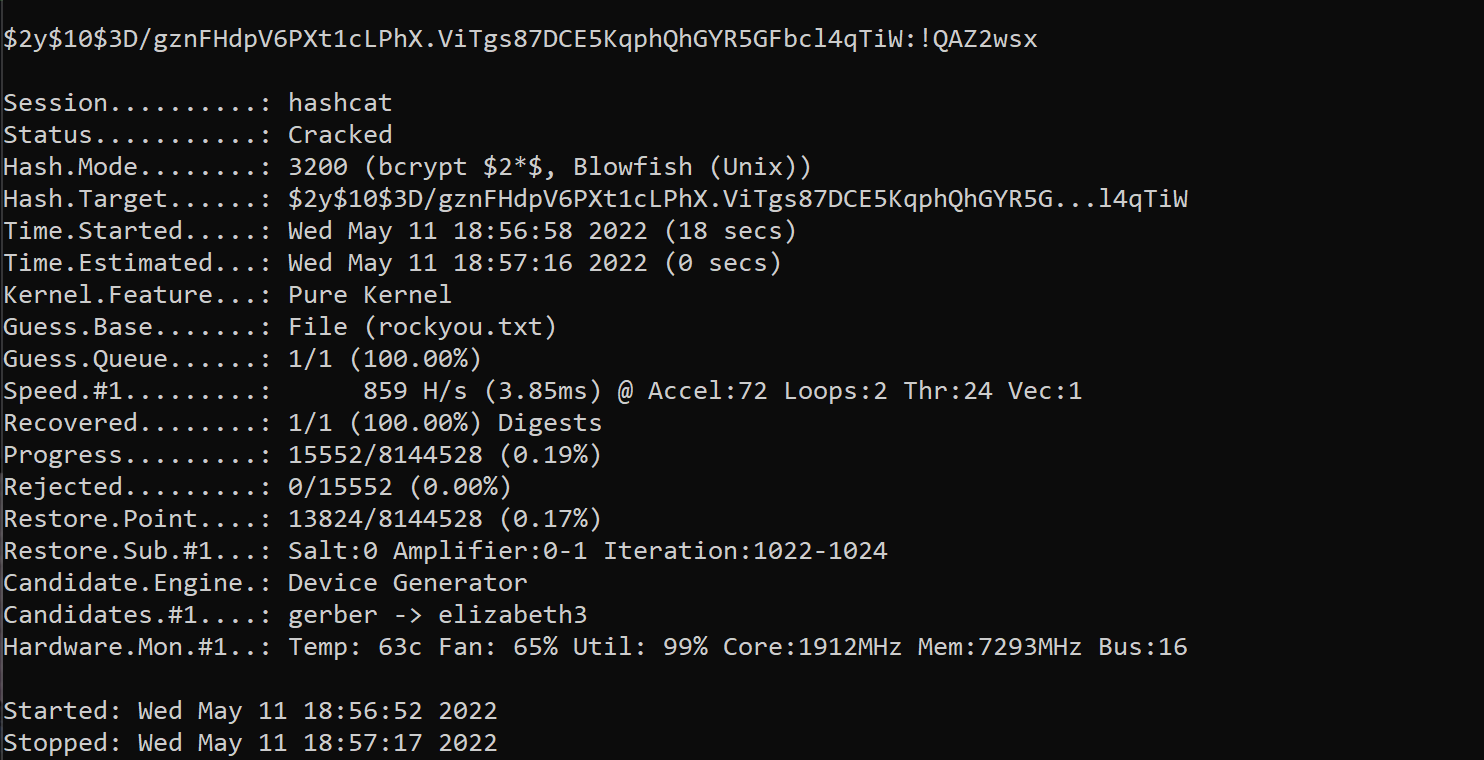 $2y$10$3D/gznFHdpV6PXt1cLPhX.ViTgs87DCE5KqphQhGYR5GFbcl4qTiW:!QAZ2wsx
Session..........: hashcat
Status...........: Cracked
Hash.Mode........: 3200 (bcrypt $2*$, Blowfish (Unix))
Hash.Target......: $2y$10$3D/gznFHdpV6PXt1cLPhX.ViTgs87DCE5KqphQhGYR5G...l4qTiW
Time.Started.....: Wed May 11 18:56:58 2022 (18 secs)
Time.Estimated...: Wed May 11 18:57:16 2022 (0 secs)
Kernel.Feature...: Pure Kernel
Guess.Base.......: File (rockyou.txt)
Guess.Queue......: 1/1 (100.00%)
Speed.#1.........:      859 H/s (3.85ms) @ Accel:72 Loops:2 Thr:24 Vec:1
Recovered........: 1/1 (100.00%) Digests
Progress.........: 15552/8144528 (0.19%)
Rejected.........: 0/15552 (0.00%)
Restore.Point....: 13824/8144528 (0.17%)
Restore.Sub.#1...: Salt:0 Amplifier:0-1 Iteration:1022-1024
Candidate.Engine.: Device Generator
Candidates.#1....: gerber -> elizabeth3
Hardware.Mon.#1..: Temp: 63c Fan: 65% Util: 99% Core:1912MHz Mem:7293MHz Bus:16
Started: Wed May 11 18:56:52 2022
Stopped: Wed May 11 18:57:17 2022